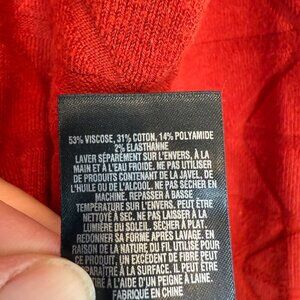 53% VISCOSE, 31% COTON, 14% POLYAMIDE
2% ÉLASTHANNE
LAVER SÉPARÉMENT SUR L'ENVERS, À LA
MAIN ET À L'EAU FROIDE. NE PAS UTILISER
DE PRODUITS CONTENANT DE LA JAVEL, DE
L'HUILE OU DE L'ALCOOL. NE PAS SÉCHER EN
MACHINE. REPASSER À BASSE
TEMPÉRATURE SUR L'ENVERS. PEUT ÊTRE
NETTOYÉ À SEC. NE PAS LAISSER À LA
LUMIÈRE DU SOLEIL. SÉCHER À PLAT.
REDONNER SA FORME APRÈS LAVAGE. EN
RAISON DE LA NATURE DU FIL UTILISÉ POUR
CE PRODUIT, UN EXCÉDENT DE FIBRE PEUT
APPARAÎTRE À LA SURFACE. IL PEUT ÊTRE
ENLEVÉ À L'AIDE D'UN
FABRIQUÉ EN CHINE